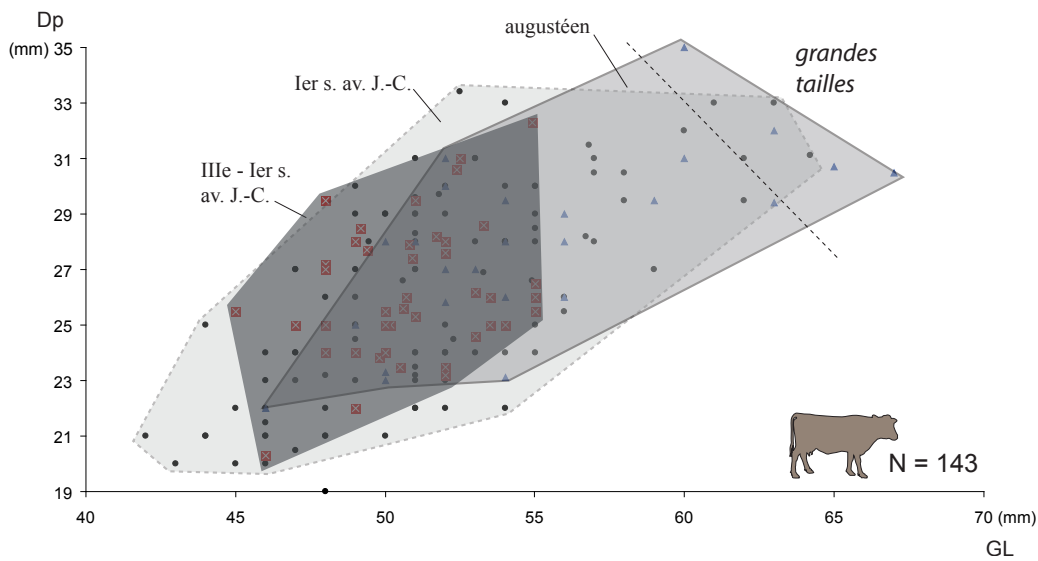 Dp
(mm) 35
33
31
29
27
25
23
21
19
40
45
50
55
60
65
70 (mm)
GL
augustéen
Ier s. av. J.-C.
IIIe - Ier s.
av. J.-C.
grandes
tailles
N = 143